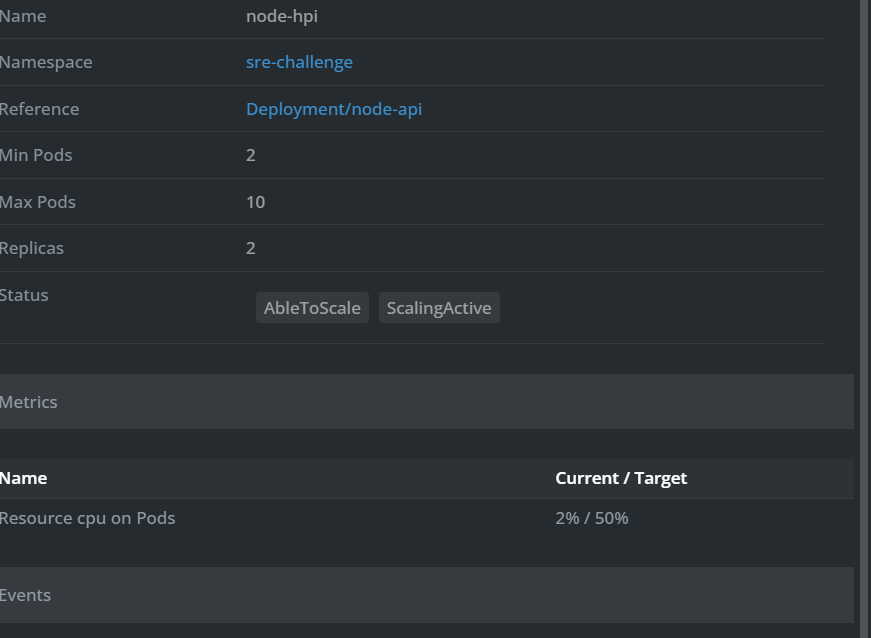 Name node-hpi
Namespace sre-challenge
Reference Deployment/node-api
Min Pods 2
Max Pods 10
Replicas 2
Status AbleToScale ScalingActive
Metrics
Name Current / Target
Resource cpu on Pods 2% / 50%
Events